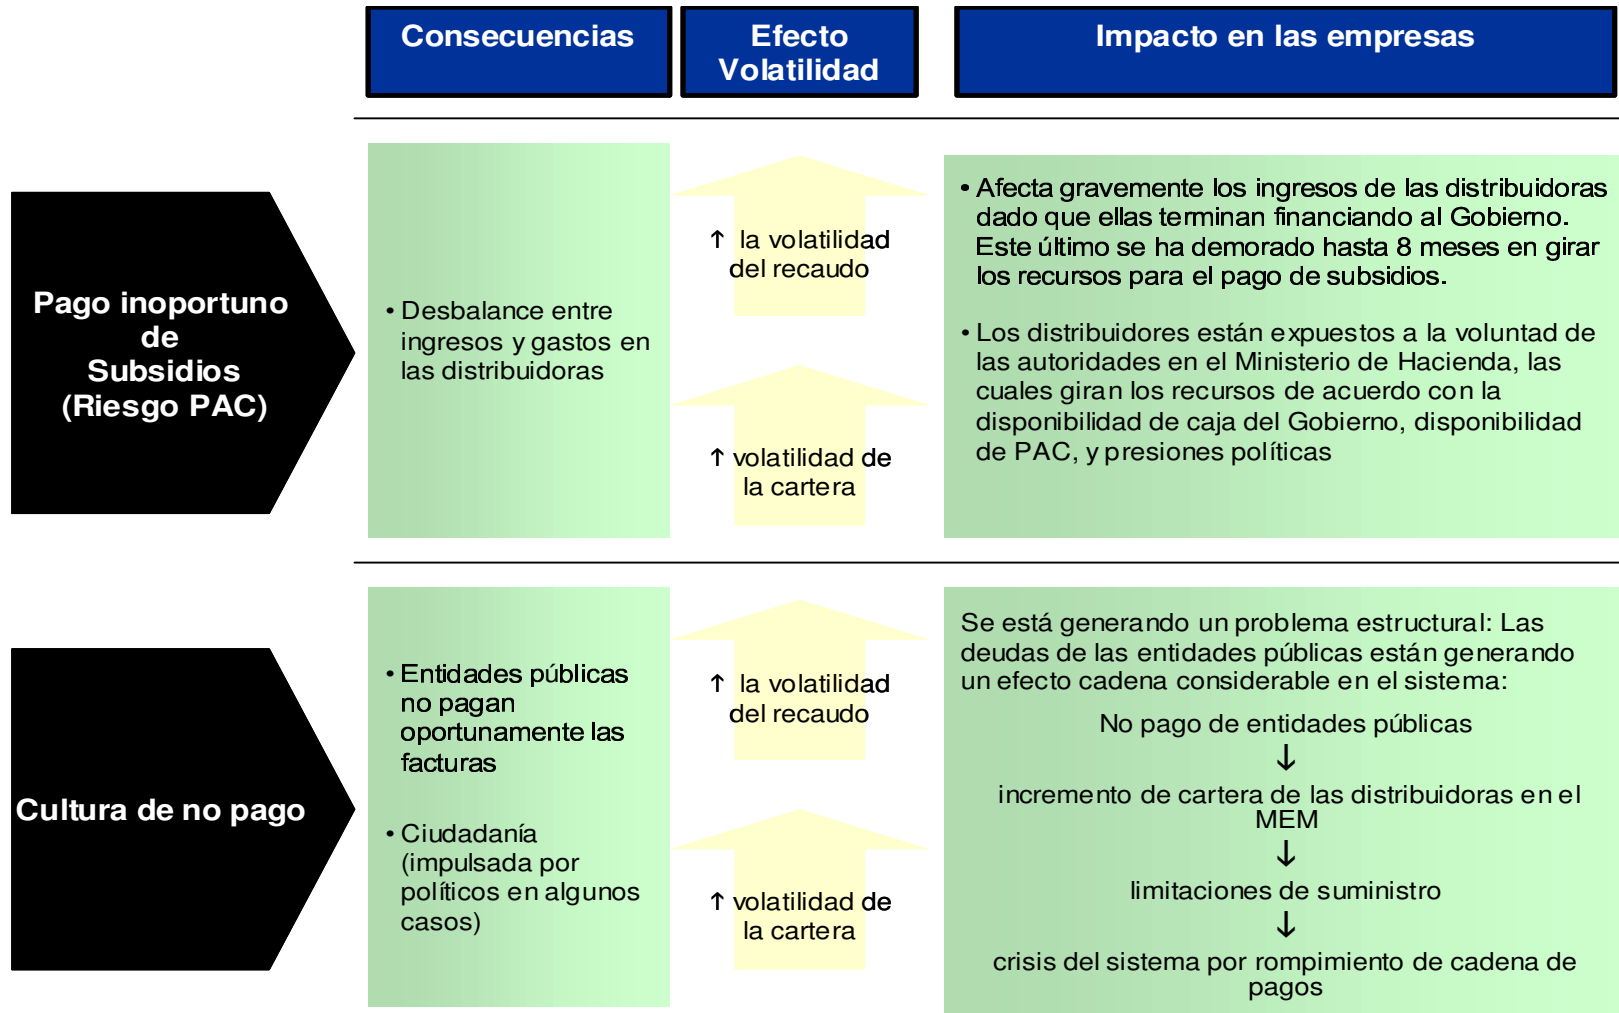 Consecuencias
Efecto
Volatilidad
Impacto en las empresas
Pago inoportuno
de
Subsidios
(Riesgo PAC)
• Desbalance entre
ingresos y gastos en
las distribuidoras
↑ la volatilidad
del recaudo
↑ volatilidad de
la cartera
• Afecta gravemente los ingresos de las distribuidoras
dado que ellas terminan financiando al Gobierno.
Este último se ha demorado hasta 8 meses en girar
los recursos para el pago de subsidios.
• Los distribuidores están expuestos a la voluntad de
las autoridades en el Ministerio de Hacienda, las
cuales giran los recursos de acuerdo con la
disponibilidad de caja del Gobierno, disponibilidad
de PAC, y presiones políticas
Cultura de no pago
• Entidades públicas
no pagan
oportunamente las
facturas
• Ciudadanía
(impulsada por
políticos en algunos
casos)
↑ la volatilidad
del recaudo
↑ volatilidad de
la cartera
Se está generando un problema estructural: Las
deudas de las entidades públicas están generando
un efecto cadena considerable en el sistema:
No pago de entidades públicas
↓
incremento de cartera de las distribuidoras en el
MEM
↓
limitaciones de suministro
↓
crisis del sistema por rompimiento de cadena de
pagos